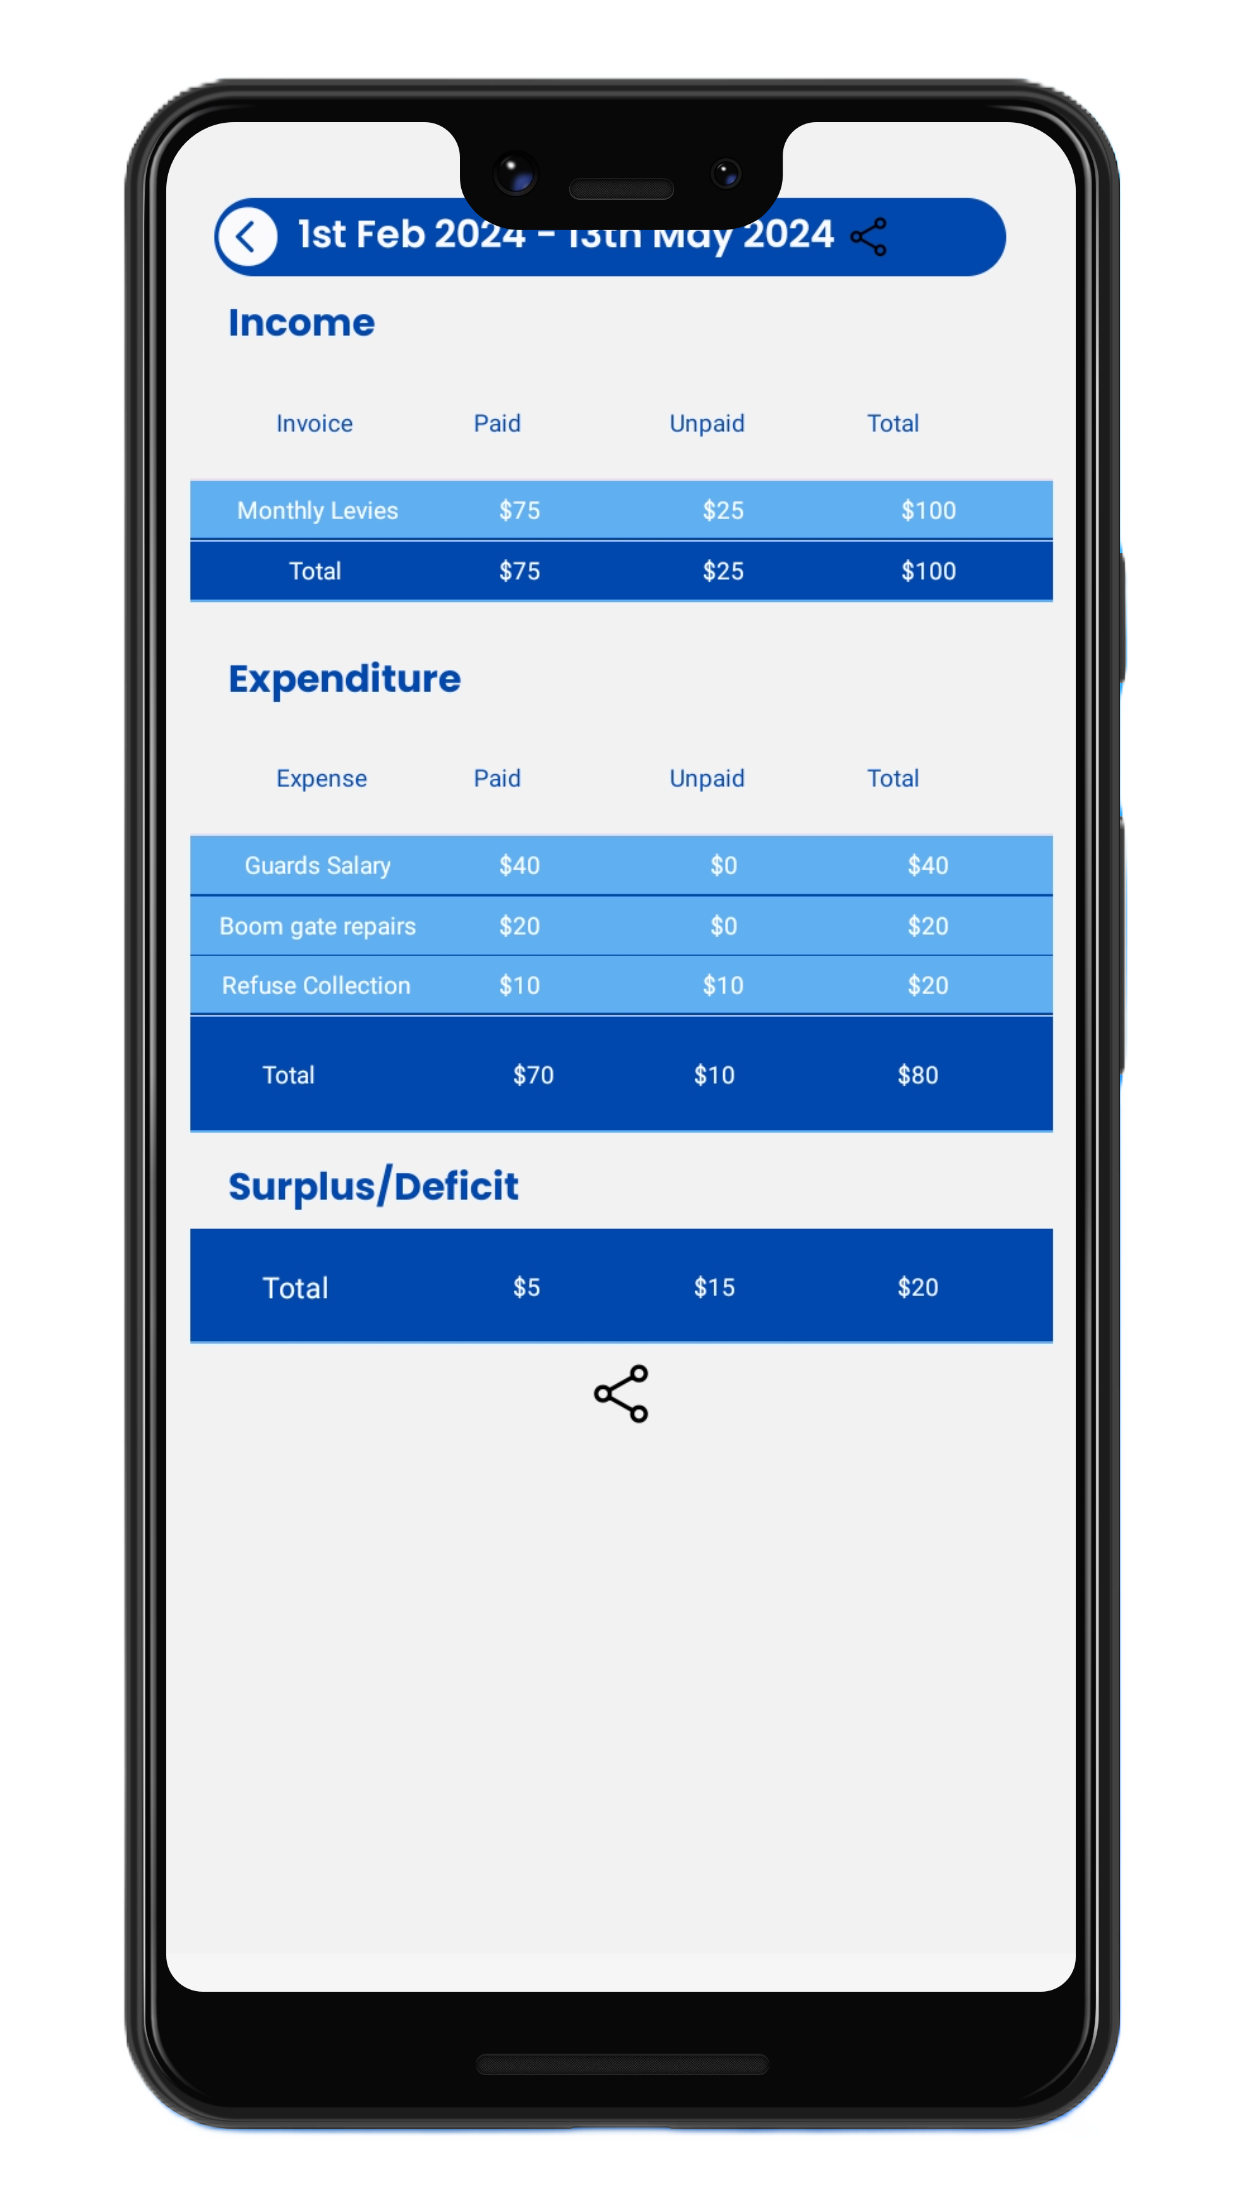 1st Feb 2024 - 13th May 2024
Income
Invoice Paid Unpaid Total
Monthly Levies $75 $25 $100
Total $75 $25 $100
Expenditure
Expense Paid Unpaid Total
Guards Salary $40 $0 $40
Boom gate repairs $20 $0 $20
Refuse Collection $10 $10 $20
Total $70 $10 $80
Surplus/Deficit
Total $5 $15 $20